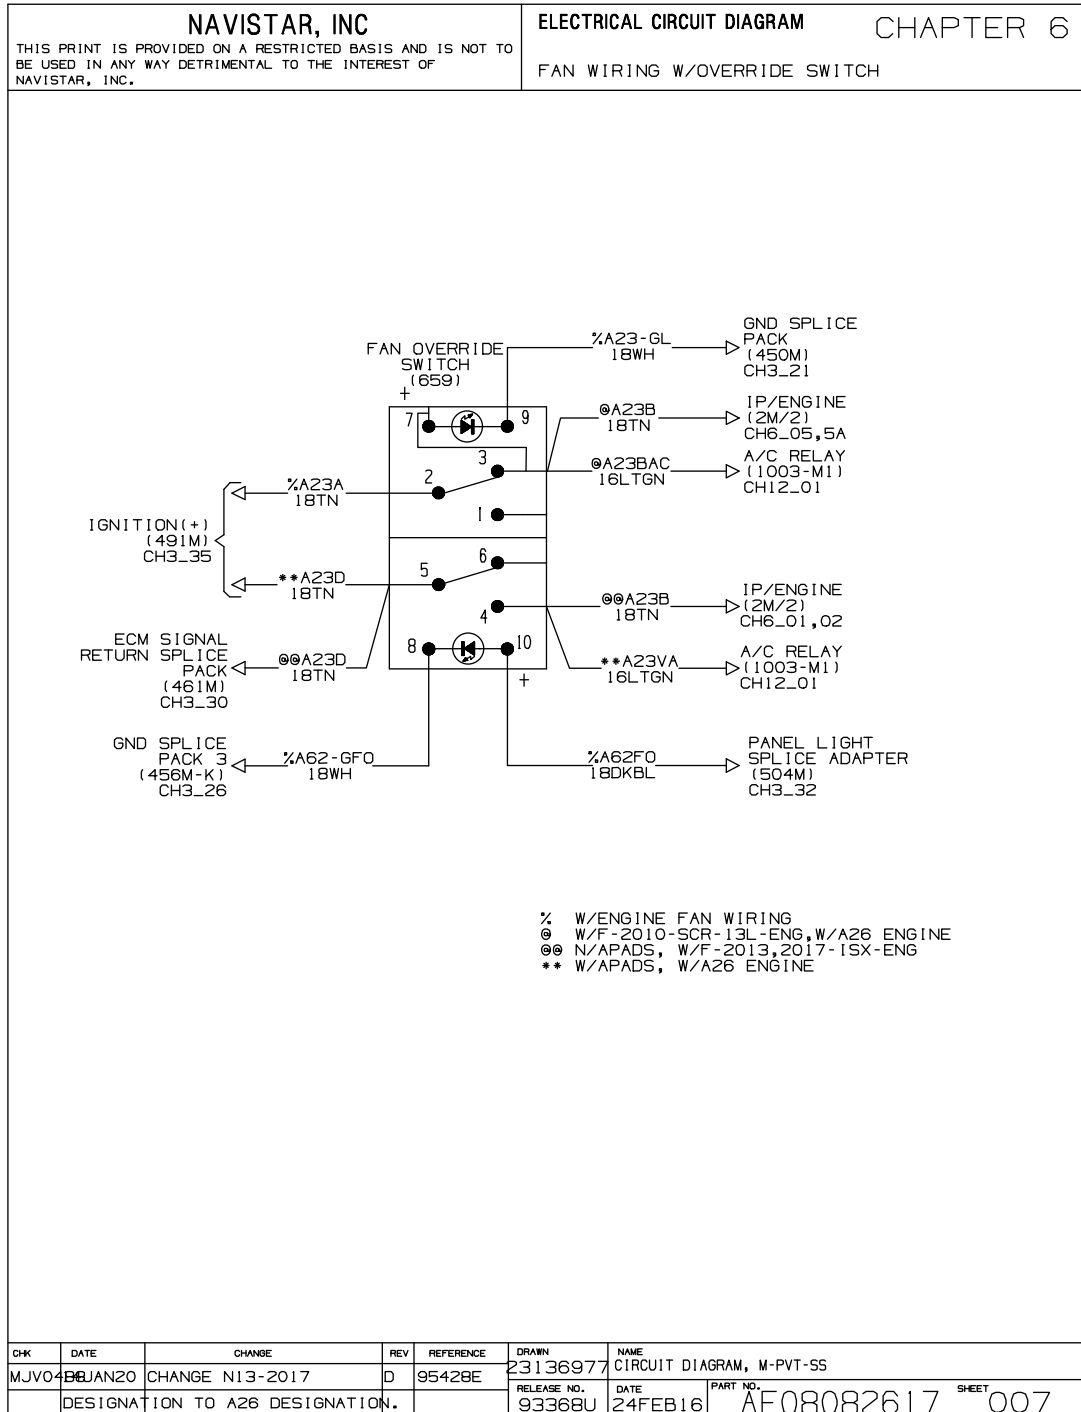 NAVISTAR, INC
THIS PRINT IS PROVIDED ON A RESTRICTED BASIS AND IS NOT TO
BE USED IN ANY WAY DETRIMENTAL TO THE INTEREST OF
NAVISTAR, INC.
ELECTRICAL CIRCUIT DIAGRAM
CHAPTER 6
FAN WIRING W/OVERRIDE SWITCH
FAN OVERRIDE
SWITCH
(659)
+
7
9
%A23-GL
18WH
GND SPLICE
PACK
(450M)
CH3_21
@A23B
18TN
IP/ENGINE
(2M/2)
CH6_05,5A
3
@A23BAC
16LTGN
A/C RELAY
(1003-M1)
CH12_01
2
%A23A
18TN
1
IGNITION(+)
(491M)
CH3_35
6
5
**A23D
18TN
4
@@A23B
18TN
IP/ENGINE
(2M/2)
CH6_01,02
ECM SIGNAL
RETURN SPLICE
PACK
(461M)
CH3_30
@@A23D
18TN
8
10
+
**A23VA
16LTGN
A/C RELAY
(1003-M1)
CH12_01
GND SPLICE
PACK 3
(456M-K)
CH3_26
%A62-GFO
18WH
%A62FO
18DKBL
PANEL LIGHT
SPLICE ADAPTER
(504M)
CH3_32
% W/ENGINE FAN WIRING
@ W/F-2010-SCR-13L-ENG,W/A26 ENGINE
@@ N/APADS, W/F-2013,2017-ISX-ENG
** W/APADS, W/A26 ENGINE
CHK DATE CHANGE REV REFERENCE
CHANGE N13-2017 D 95428E
DESIGNATION TO A26 DESIGNATION.
DRAWN
23136977
NAME
CIRCUIT DIAGRAM, M-PVT-SS
RELEASE NO.
93368U
DATE
24FEB16
PART NO.
AE08082617
SHEET
007